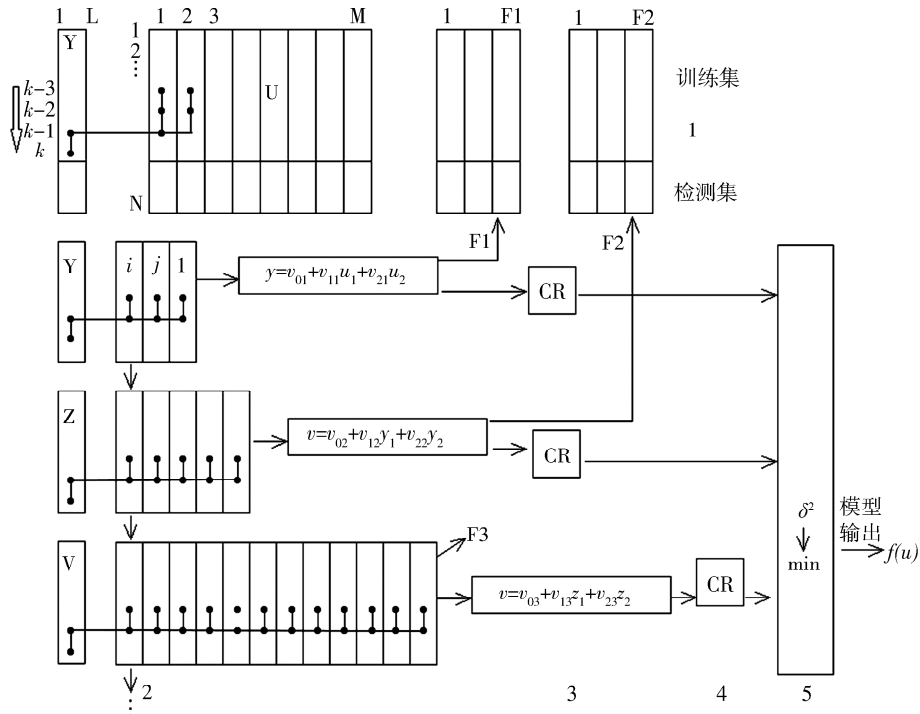 1 L 1 2 3 M 1 F1 1 F2
Y
1
2
⋮
k-3
k-2
k-1
k
U
N
训练集
1
检测集
F1
F2
Y
i j 1
y=v₀₁+v₁₁u₁+v₂₁u₂
CR
Z
v=v₀₂+v₁₂y₁+v₂₂y₂
CR
V
F3
v=v₀₃+v₁₃z₁+v₂₃z₂
CR
δ²
min
模型
输出
f(u)
2
⋮
3
4
5